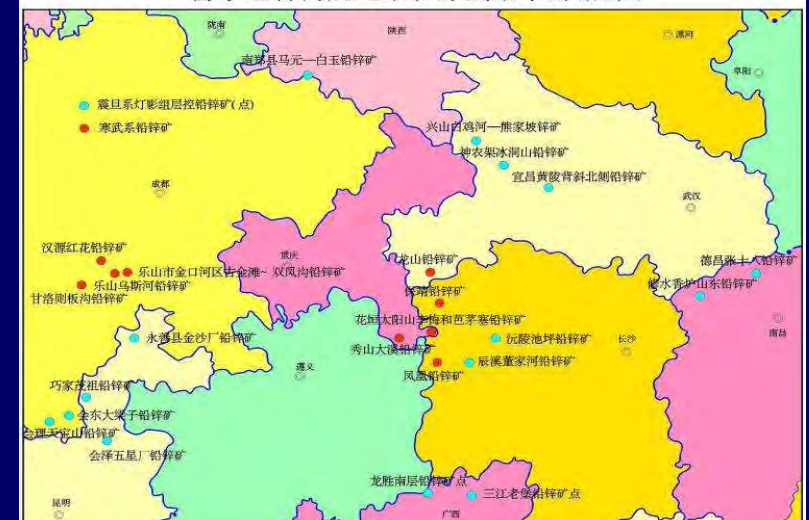 陇南
陕西
漯河
南郑县马元—白玉铅锌矿
阜阳
震旦系灯影组层控铅锌矿(点)
寒武系铅锌矿
兴山白鸡河—熊家坡锌矿
神农架冰洞山铅锌矿
宜昌黄陵背斜北侧铅锌矿
成都
武汉
汉源红花铅锌矿
重庆
龙山铅锌矿
德昌张十八铅锌矿
乐山市金口河区吉金滩~双凤沟铅锌矿
乐山乌斯河铅锌矿
修水香炉山东铅锌矿
甘洛则板沟铅锌矿
保靖铅锌矿
花垣太阳山李梅和芭茅寨铅锌矿
南昌
永善县金沙厂铅锌矿
沅陵池坪铅锌矿
长沙
秀山大溪铅锌矿
辰溪董家河铅锌矿
遵义
凤凰铅锌矿
巧家茂祖铅锌矿
会东大梁子铅锌矿
会理天宝山铅锌矿
会泽五星厂铅锌矿
龙胜南层铅锌矿点
三江老堡铅锌矿点
昆明
广西